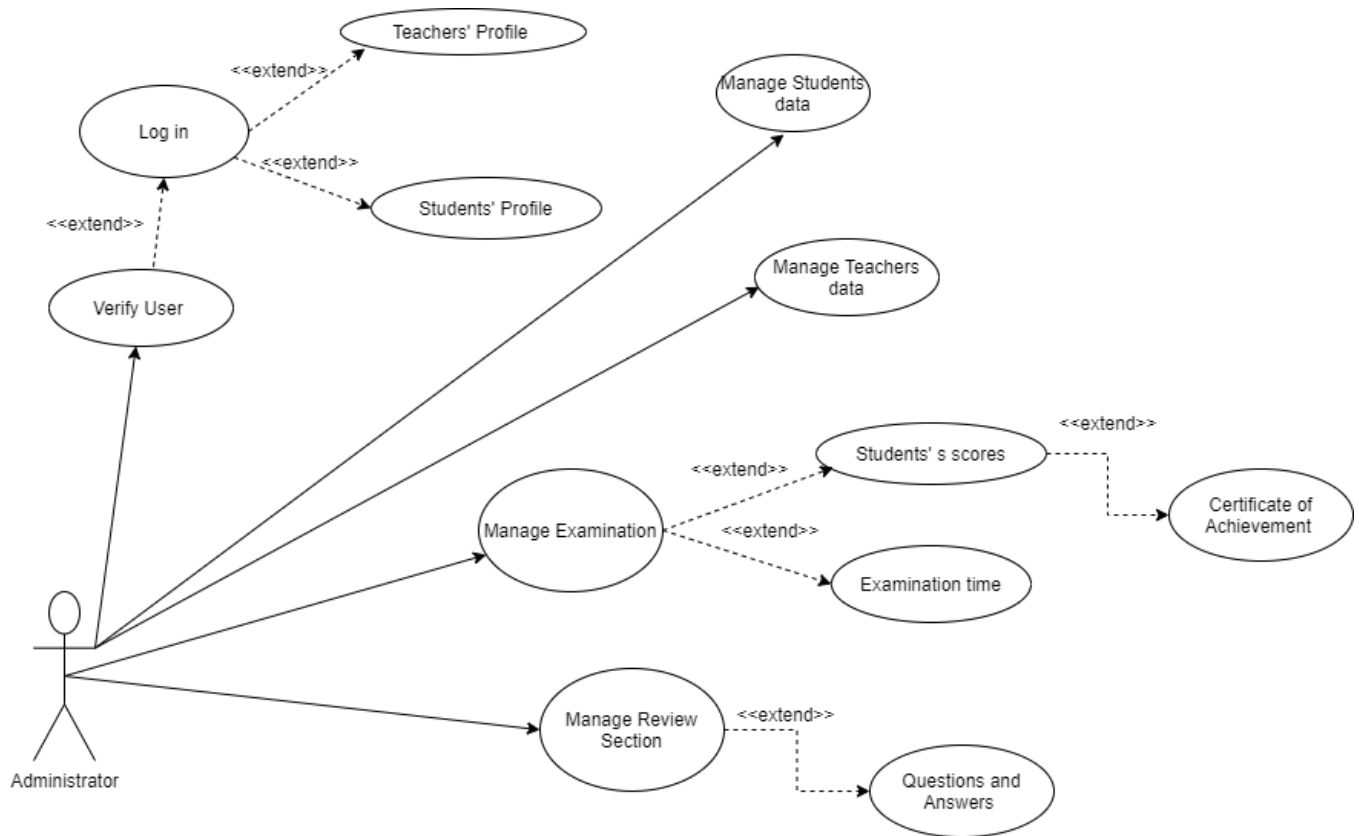 Teachers' Profile
<<extend>>
Manage Students
data
Log in
<<extend>>
Students' Profile
<<extend>>
Manage Teachers
data
Verify User
<<extend>>
Students' s scores
<<extend>>
Certificate of
Achievement
Manage Examination
<<extend>>
Examination time
Manage Review
Section
<<extend>>
Questions and
Answers
Administrator